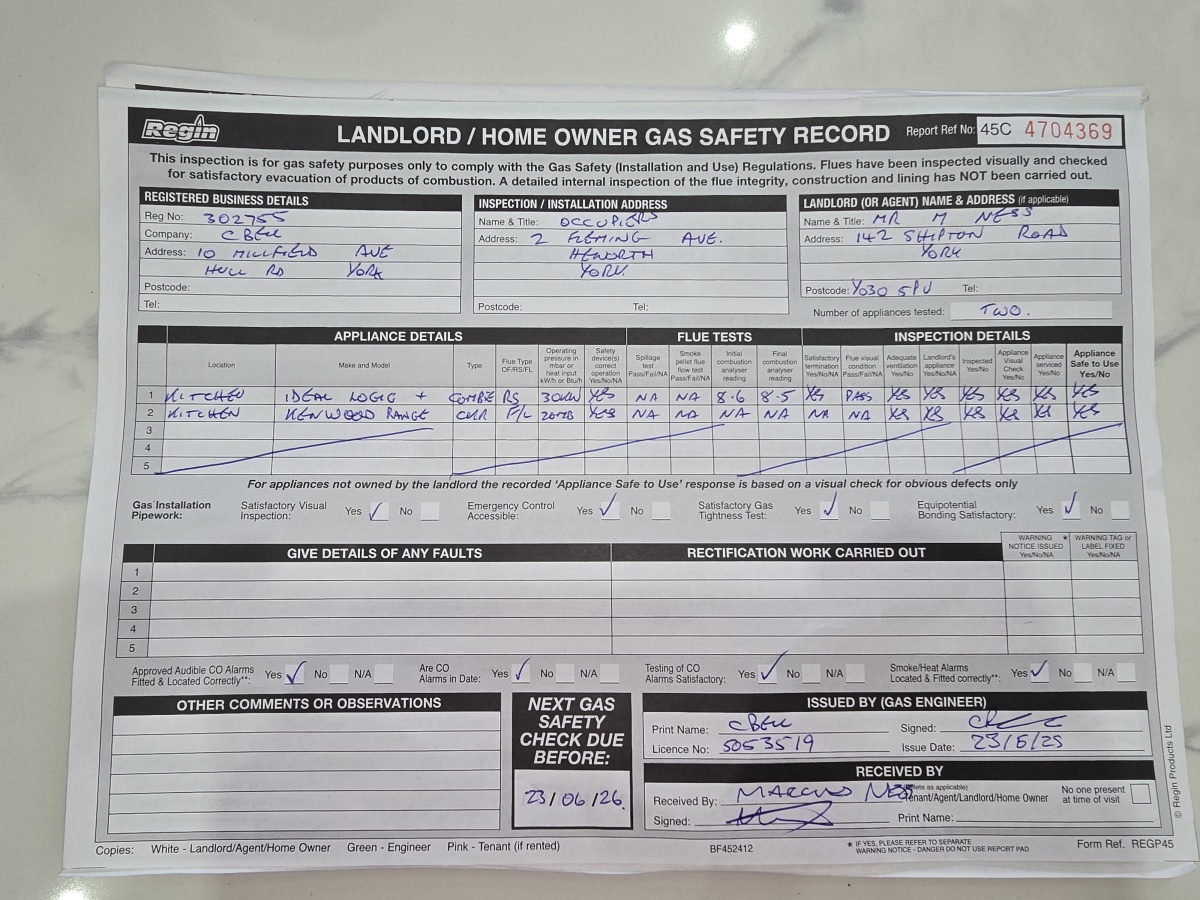 Regin
LANDLORD / HOME OWNER GAS SAFETY RECORD
Report Ref No: 45C 4704369
This inspection is for gas safety purposes only to comply with the Gas Safety (Installation and Use) Regulations. Flues have been inspected visually and checked
for satisfactory evacuation of products of combustion. A detailed internal inspection of the flue integrity, construction and lining has NOT been carried out.
REGISTERED BUSINESS DETAILS
Reg No: 302755
Company: C BELL
Address: 10 MILLFIELD AVE
HULL RD YORK
Postcode:
Tel:
INSPECTION / INSTALLATION ADDRESS
Name & Title: OCCUPIERS
Address: 2 FLEMING AVE.
HEWORTH
YORK.
Postcode: Tel:
LANDLORD (OR AGENT) NAME & ADDRESS (if applicable)
Name & Title: MR M NESS
Address: 142 SHIPTON ROAD
YORK
Postcode: YO30 5PU Tel:
Number of appliances tested: TWO.
APPLIANCE DETAILS FLUE TESTS INSPECTION DETAILS
Location Make and Model Type Flue Type OF/RS/FL Operating pressure in mbar or heat input kW/h or Btu/h Safety device(s) correct operation Yes/No/NA Spillage test Pass/Fail/NA Smoke pellet flue flow test Pass/Fail/NA Initial combustion analyser reading Final combustion analyser reading Satisfactory termination Yes/No/NA Flue visual condition Pass/Fail/NA Adequate ventilation Yes/No Landlord's appliance Yes/No/NA Inspected Yes/No Appliance Visual Check Yes/No Appliance serviced Yes/No Appliance Safe to Use Yes/No
1 KITCHEN IDEAL LOGIC + COMBIE RS 30KW YES NA NA 8.6 8.5 YES PASS YES YES YES YES YES YES
2 KITCHEN KENWOOD RANGE CKR F/L 20MB YES NA NA NA NA NA NA YES YES YES YES YES YES
3
4
5
For appliances not owned by the landlord the recorded 'Appliance Safe to Use' response is based on a visual check for obvious defects only
Gas Installation Pipework: Satisfactory Visual Inspection: Yes ✓ No Emergency Control Accessible: Yes ✓ No Satisfactory Gas Tightness Test: Yes ✓ No Equipotential Bonding Satisfactory: Yes ✓ No
GIVE DETAILS OF ANY FAULTS RECTIFICATION WORK CARRIED OUT WARNING NOTICE ISSUED Yes/No/NA * WARNING TAG or LABEL FIXED Yes/No/NA
1
2
3
4
5
Approved Audible CO Alarms Fitted & Located Correctly**: Yes ✓ No N/A Are CO Alarms in Date: Yes ✓ No N/A Testing of CO Alarms Satisfactory: Yes ✓ No N/A Smoke/Heat Alarms Located & Fitted correctly**: Yes ✓ No N/A
OTHER COMMENTS OR OBSERVATIONS
NEXT GAS
SAFETY
CHECK DUE
BEFORE:
23/06/26.
ISSUED BY (GAS ENGINEER)
Print Name: C BELL Signed:
Licence No: 5053519 Issue Date: 23/6/25
RECEIVED BY
Received By: MARCUS NESS Tenant/Agent/Landlord/Home Owner
No one present at time of visit
Signed: Print Name:
Copies: White - Landlord/Agent/Home Owner Green - Engineer Pink - Tenant (if rented)
BF452412
* IF YES, PLEASE REFER TO SEPARATE
WARNING NOTICE - DANGER DO NOT USE REPORT PAD
Form Ref. REGP45
© Regin Products Ltd